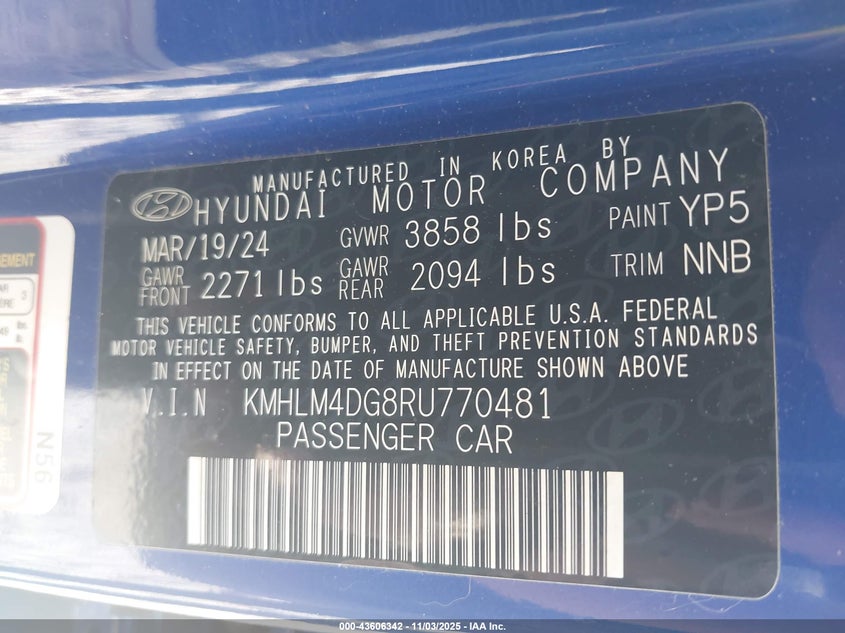 MANUFACTURED IN KOREA BY
HYUNDAI MOTOR COMPANY
MAR/19/24 GVWR 3858 lbs PAINT YP5
GAWR FRONT 2271 lbs GAWR REAR 2094 lbs TRIM NNB
THIS VEHICLE CONFORMS TO ALL APPLICABLE U.S.A. FEDERAL
MOTOR VEHICLE SAFETY, BUMPER, AND THEFT PREVENTION STANDARDS
IN EFFECT ON THE DATE OF MANUFACTURE SHOWN ABOVE
V.I.N KMHLM4DG8RU770481
PASSENGER CAR
N56
000-43606342 - 11/03/2025 - IAA Inc.